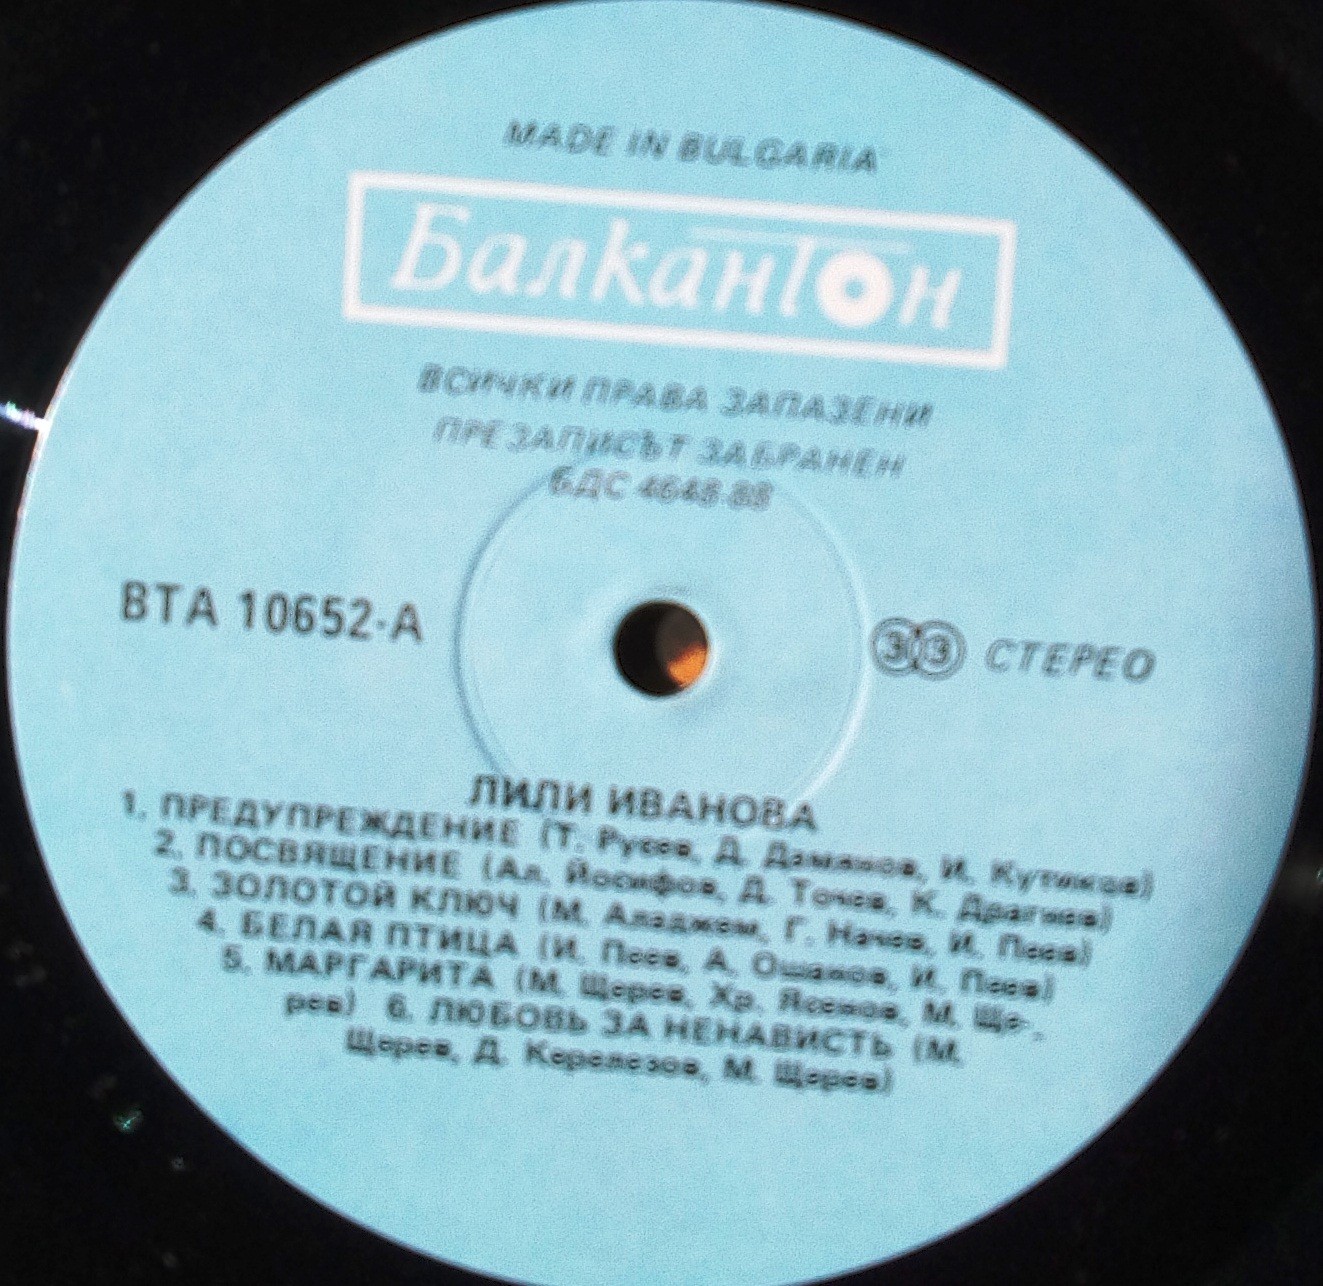 MADE IN BULGARIA
Балкантон
ВСИЧКИ ПРАВА ЗАПАЗЕНИ
ПРЕЗАПИСЪТ ЗАБРАНЕН
БДС 4648-88
ВТА 10652-А
33 СТЕРЕО
ЛИЛИ ИВАНОВА
1. ПРЕДУПРЕЖДЕНИЕ (Т. Русев, Д. Дамянов, И. Кутиков)
2. ПОСВЯЩЕНИЕ (Ал. Йосифов, Д. Точев, К. Драгнев)
3. ЗОЛОТОЙ КЛЮЧ (М. Аладжем, Г. Начев, И. Пеев)
4. БЕЛАЯ ПТИЦА (И. Пеев, А. Ошанов, И. Пеев)
5. МАРГАРИТА (М. Щерев, Хр. Ясенов, М. Ще-
рев) 6. ЛЮБОВЬ ЗА НЕНАВИСТЬ (М.
Щерев, Д. Керелезов, М. Щерев)